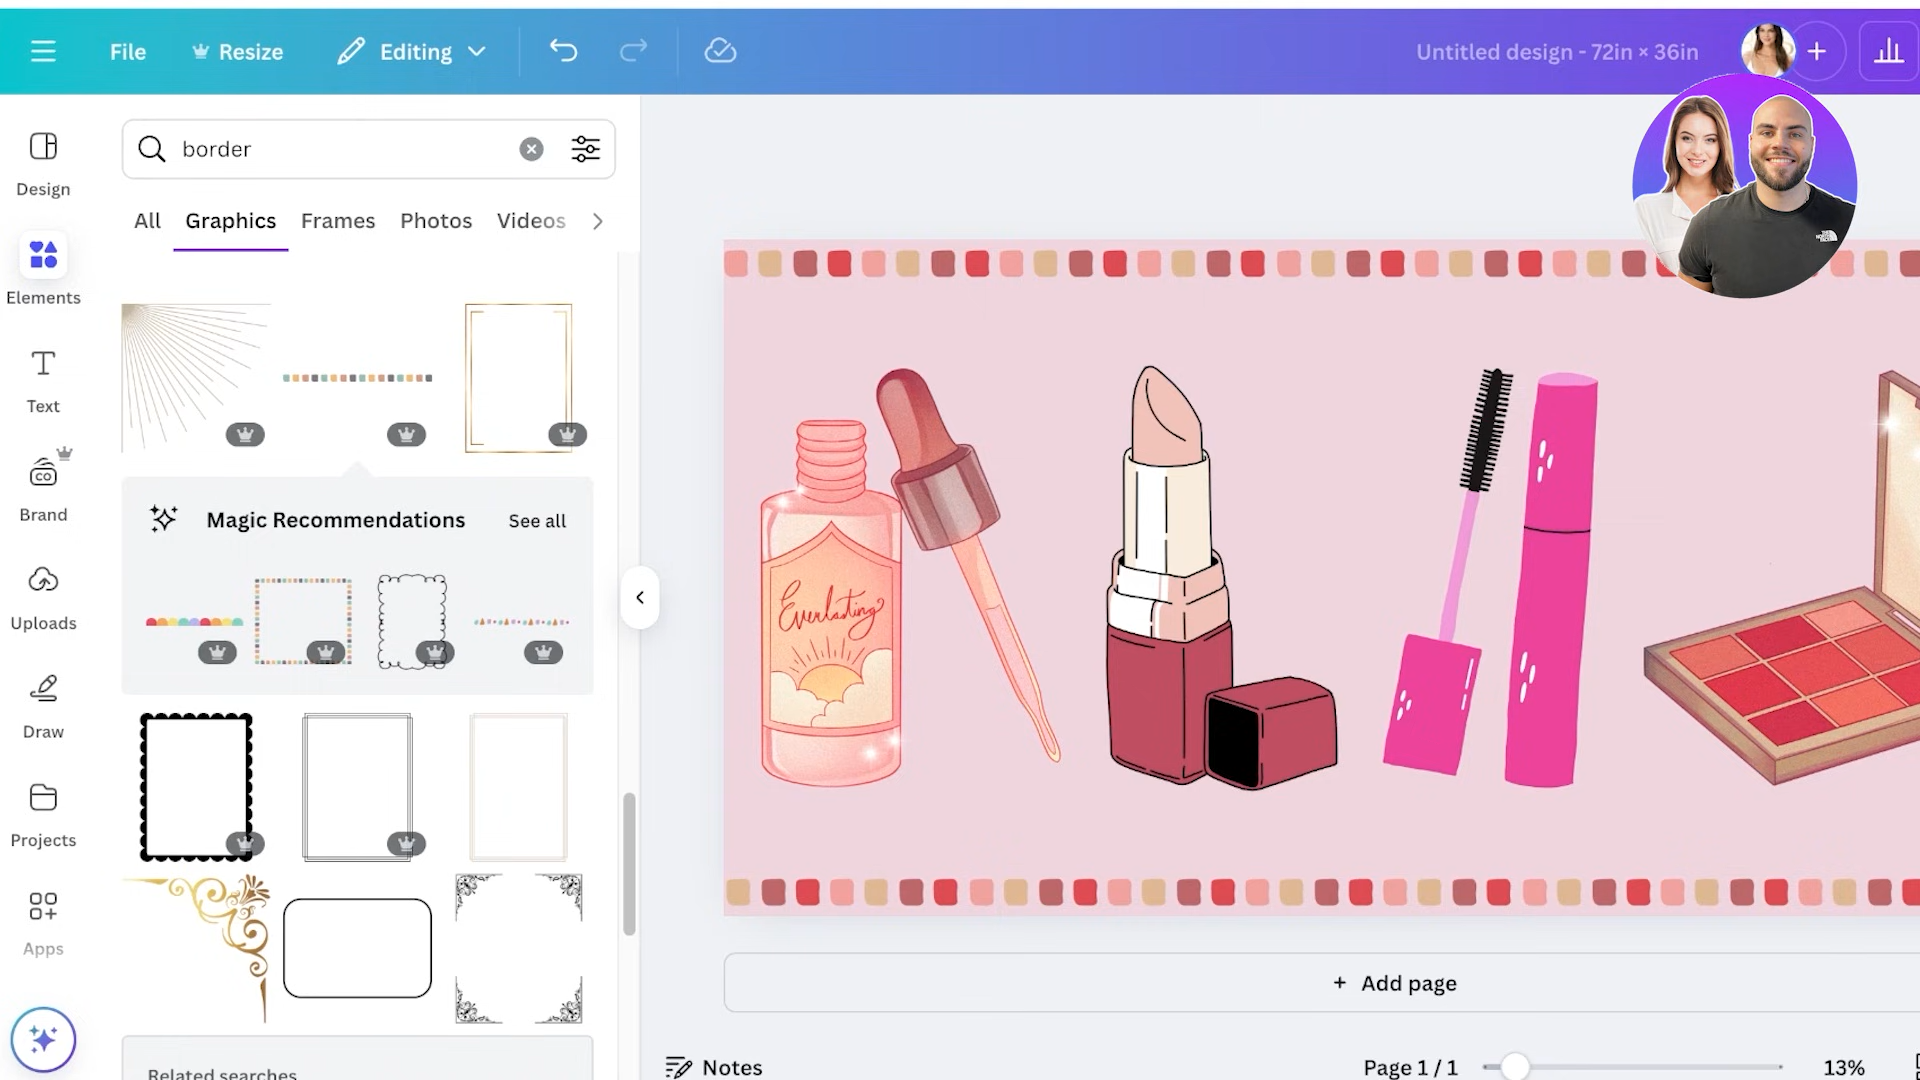 File
Resize
Editing
Untitled design - 72in × 36in
Design
Elements
Text
Brand
Uploads
Draw
Projects
Apps
border
All
Graphics
Frames
Photos
Videos
Magic Recommendations
See all
Related searches
Everlasting
+ Add page
Notes
Page 1 / 1
13%